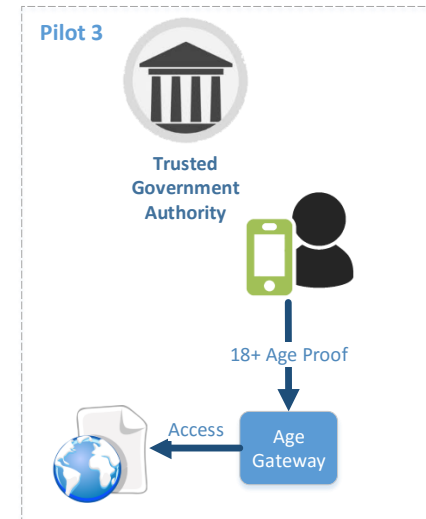 Pilot 3
Trusted
Government
Authority
18+ Age Proof
Access
Age
Gateway